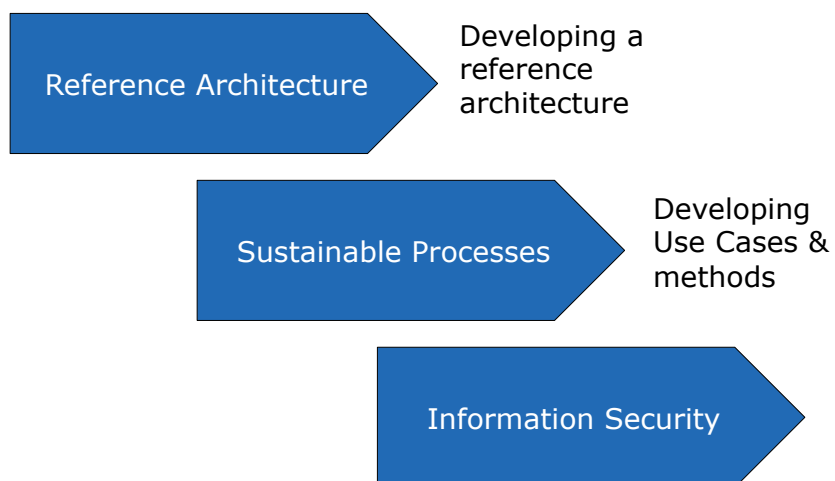 Reference Architecture
Developing a
reference
architecture
Sustainable Processes
Developing
Use Cases &
methods
Information Security